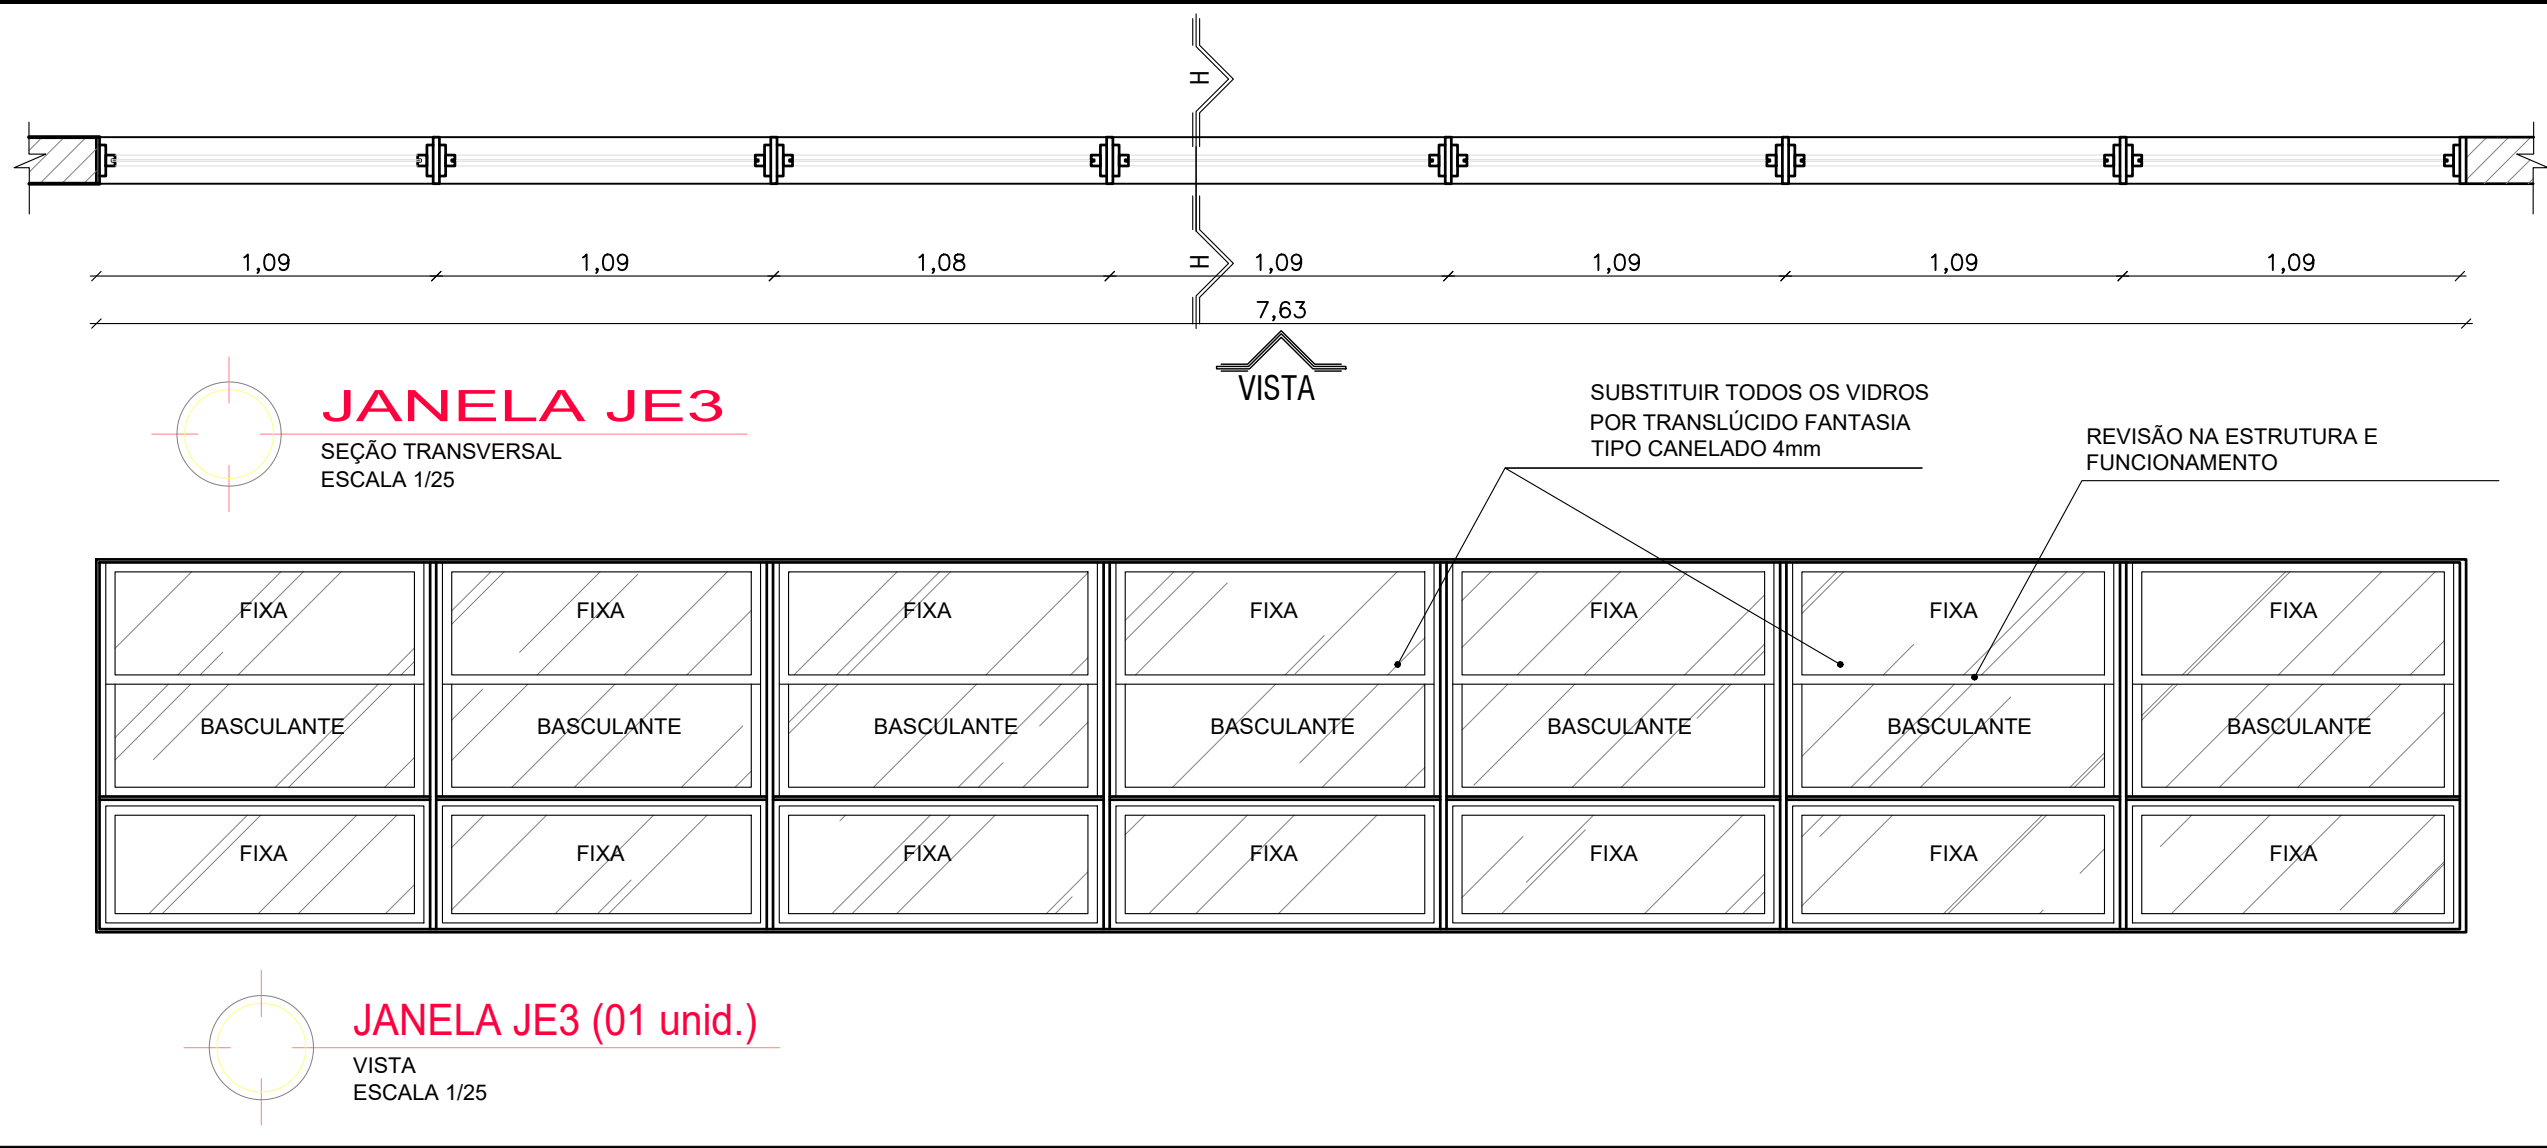 H
1,09
1,09
1,08
H
1,09
1,09
1,09
1,09
7,63
VISTA
JANELA JE3
SEÇÃO TRANSVERSAL
ESCALA 1/25
SUBSTITUIR TODOS OS VIDROS
POR TRANSLÚCIDO FANTASIA
TIPO CANELADO 4mm
REVISÃO NA ESTRUTURA E
FUNCIONAMENTO
FIXA
FIXA
FIXA
FIXA
FIXA
FIXA
FIXA
BASCULANTE
BASCULANTE
BASCULANTE
BASCULANTE
BASCULANTE
BASCULANTE
BASCULANTE
FIXA
FIXA
FIXA
FIXA
FIXA
FIXA
FIXA
JANELA JE3 (01 unid.)
VISTA
ESCALA 1/25